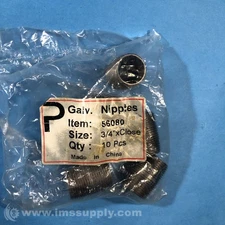 P
Galv. Nipples
Item: 56080
Size: 3/4"xClose
Qty : 10 Pcs
Made in China
© www.imssupply.com